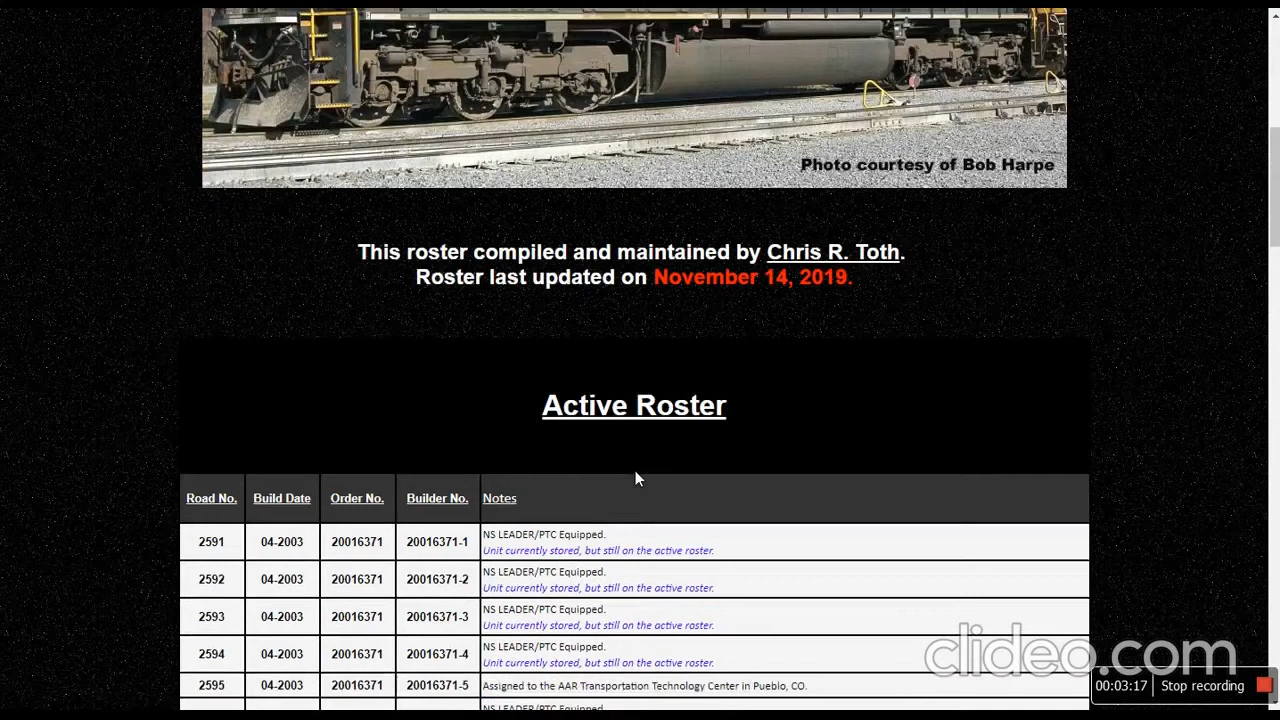 Photo courtesy of Bob Harpe
This roster compiled and maintained by Chris R. Toth.
Roster last updated on November 14, 2019.
Active Roster
Road No. Build Date Order No. Builder No. Notes
2591 04-2003 20016371 20016371-1 NS LEADER/PTC Equipped.
Unit currently stored, but still on the active roster.
2592 04-2003 20016371 20016371-2 NS LEADER/PTC Equipped.
Unit currently stored, but still on the active roster.
2593 04-2003 20016371 20016371-3 NS LEADER/PTC Equipped.
Unit currently stored, but still on the active roster.
2594 04-2003 20016371 20016371-4 NS LEADER/PTC Equipped.
Unit currently stored, but still on the active roster.
2595 04-2003 20016371 20016371-5 Assigned to the AAR Transportation Technology Center in Pueblo, CO.
NS LEADER/PTC Equipped.
clideo.com
00:03:17 Stop recording